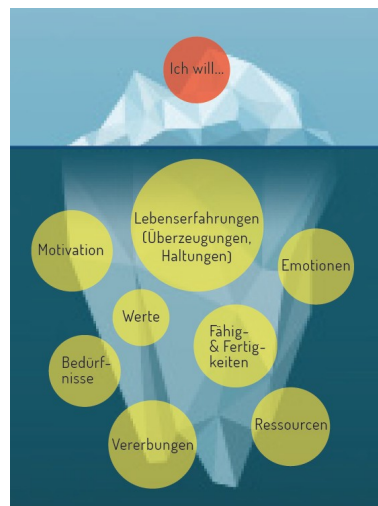 Ich will...
Lebenserfahrungen
(Überzeugungen,
Haltungen)
Motivation
Emotionen
Werte
Fähig-
& Fertig-
keiten
Bedürf-
nisse
Ressourcen
Vererbungen